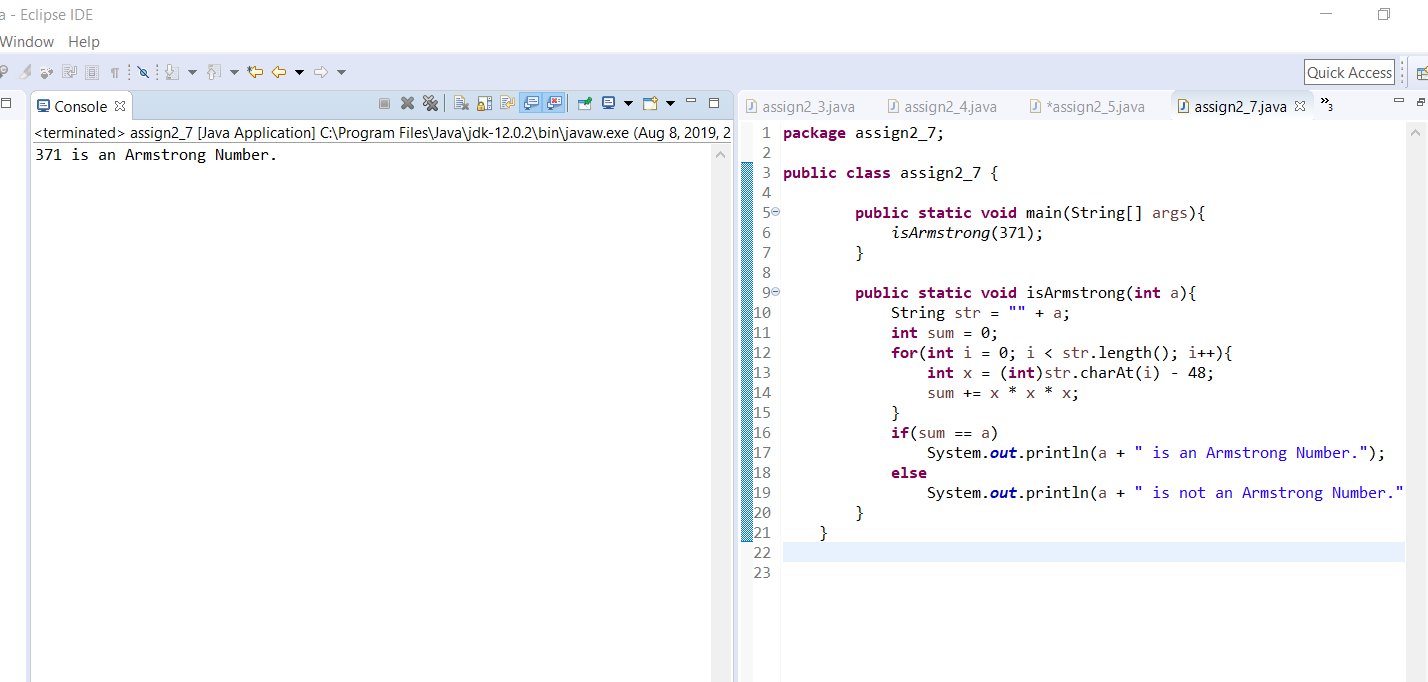 a - Eclipse IDE
Window Help
Quick Access
Console
<terminated> assign2_7 [Java Application] C:\Program Files\Java\jdk-12.0.2\bin\javaw.exe (Aug 8, 2019, 2
371 is an Armstrong Number.
assign2_3.java assign2_4.java *assign2_5.java assign2_7.java »3
1 package assign2_7;
2
3 public class assign2_7 {
4
5 public static void main(String[] args){
6 isArmstrong(371);
7 }
8
9 public static void isArmstrong(int a){
10 String str = "" + a;
11 int sum = 0;
12 for(int i = 0; i < str.length(); i++){
13 int x = (int)str.charAt(i) - 48;
14 sum += x * x * x;
15 }
16 if(sum == a)
17 System.out.println(a + " is an Armstrong Number.");
18 else
19 System.out.println(a + " is not an Armstrong Number."
20 }
21 }
22
23